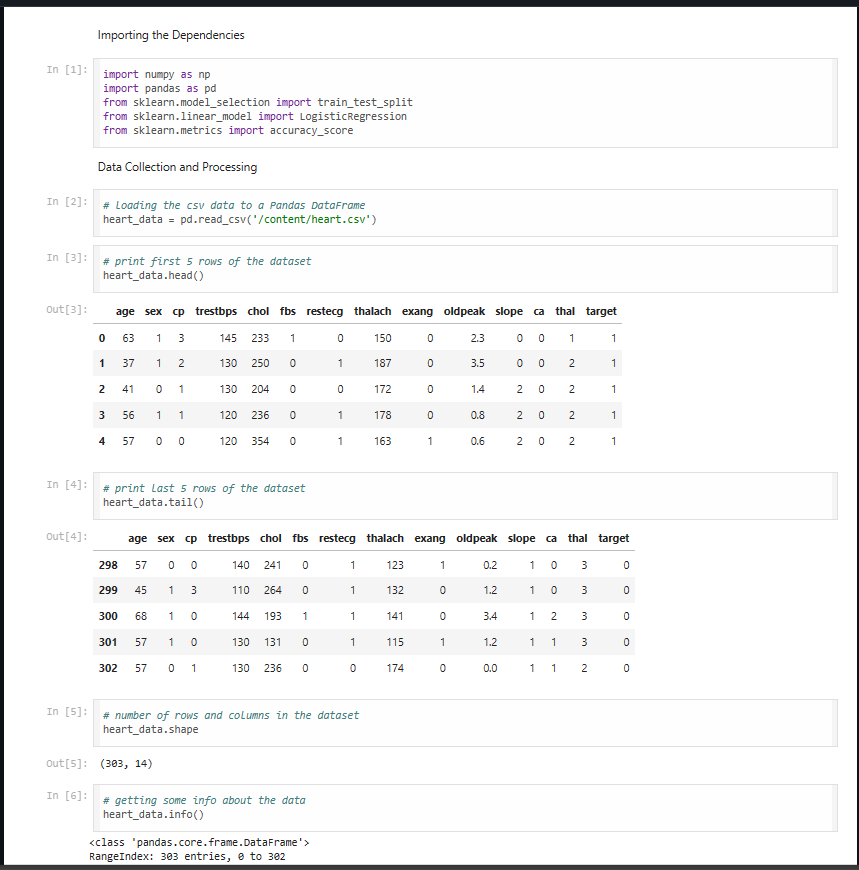 Importing the Dependencies
In [1]:
import numpy as np
import pandas as pd
from sklearn.model_selection import train_test_split
from sklearn.linear_model import LogisticRegression
from sklearn.metrics import accuracy_score
Data Collection and Processing
In [2]:
# loading the csv data to a Pandas DataFrame
heart_data = pd.read_csv('/content/heart.csv')
In [3]:
# print first 5 rows of the dataset
heart_data.head()
Out[3]:
age sex cp trestbps chol fbs restecg thalach exang oldpeak slope ca thal target
0 63 1 3 145 233 1 0 150 0 2.3 0 0 1 1
1 37 1 2 130 250 0 1 187 0 3.5 0 0 2 1
2 41 0 1 130 204 0 0 172 0 1.4 2 0 2 1
3 56 1 1 120 236 0 1 178 0 0.8 2 0 2 1
4 57 0 0 120 354 0 1 163 1 0.6 2 0 2 1
In [4]:
# print last 5 rows of the dataset
heart_data.tail()
Out[4]:
age sex cp trestbps chol fbs restecg thalach exang oldpeak slope ca thal target
298 57 0 0 140 241 0 1 123 1 0.2 1 0 3 0
299 45 1 3 110 264 0 1 132 0 1.2 1 0 3 0
300 68 1 0 144 193 1 1 141 0 3.4 1 2 3 0
301 57 1 0 130 131 0 1 115 1 1.2 1 1 3 0
302 57 0 1 130 236 0 0 174 0 0.0 1 1 2 0
In [5]:
# number of rows and columns in the dataset
heart_data.shape
Out[5]: (303, 14)
In [6]:
# getting some info about the data
heart_data.info()
<class 'pandas.core.frame.DataFrame'>
RangeIndex: 303 entries, 0 to 302